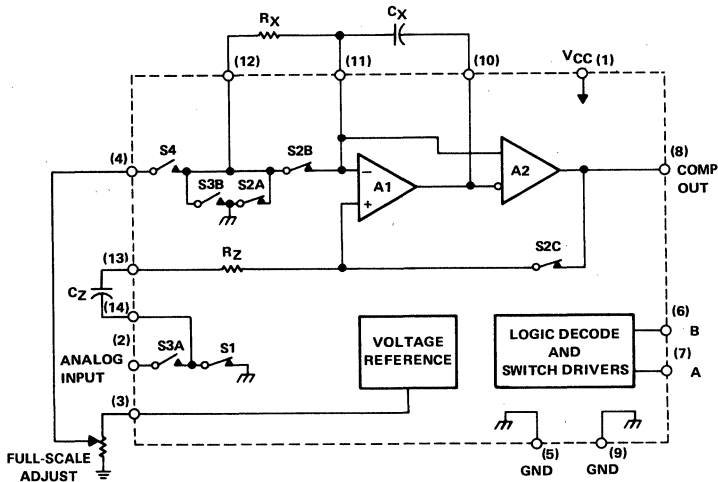 RX
CX
(12)
(11)
(10)
VCC (1)
(4)
S4
S2B
S3B
S2A
−
A1
+
A2
(8)
COMP
OUT
(13)
RZ
S2C
CZ
(14)
(2)
ANALOG
INPUT
S3A
S1
VOLTAGE
REFERENCE
LOGIC DECODE
AND
SWITCH DRIVERS
(6)
B
(7)
A
(3)
FULL-SCALE
ADJUST
(5)
GND
(9)
GND